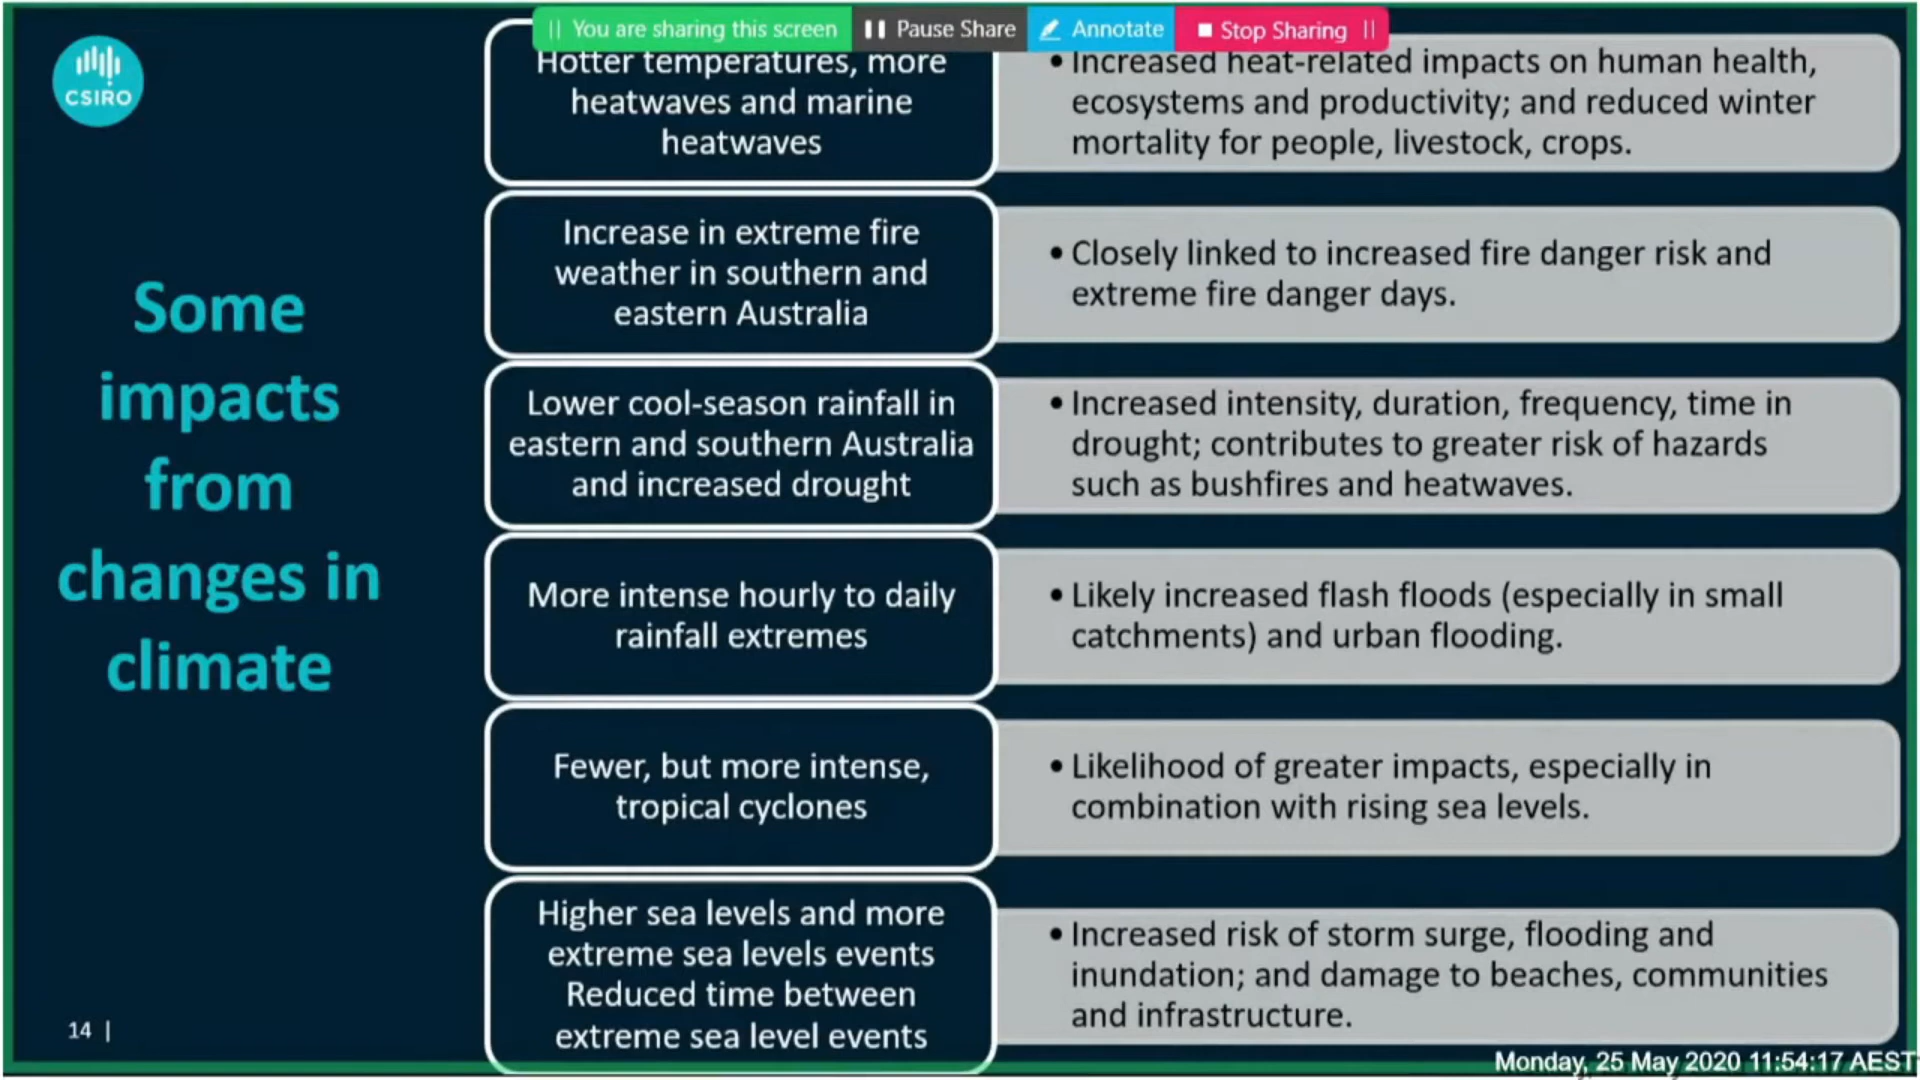 You are sharing this screen
Pause Share
Annotate
Stop Sharing
CSIRO
Some
impacts
from
changes in
climate
Hotter temperatures, more
heatwaves and marine
heatwaves
• Increased heat-related impacts on human health,
ecosystems and productivity; and reduced winter
mortality for people, livestock, crops.
Increase in extreme fire
weather in southern and
eastern Australia
• Closely linked to increased fire danger risk and
extreme fire danger days.
Lower cool-season rainfall in
eastern and southern Australia
and increased drought
• Increased intensity, duration, frequency, time in
drought; contributes to greater risk of hazards
such as bushfires and heatwaves.
More intense hourly to daily
rainfall extremes
• Likely increased flash floods (especially in small
catchments) and urban flooding.
Fewer, but more intense,
tropical cyclones
• Likelihood of greater impacts, especially in
combination with rising sea levels.
Higher sea levels and more
extreme sea levels events
Reduced time between
extreme sea level events
• Increased risk of storm surge, flooding and
inundation; and damage to beaches, communities
and infrastructure.
14 |
Monday, 25 May 2020 11:54:17 AEST